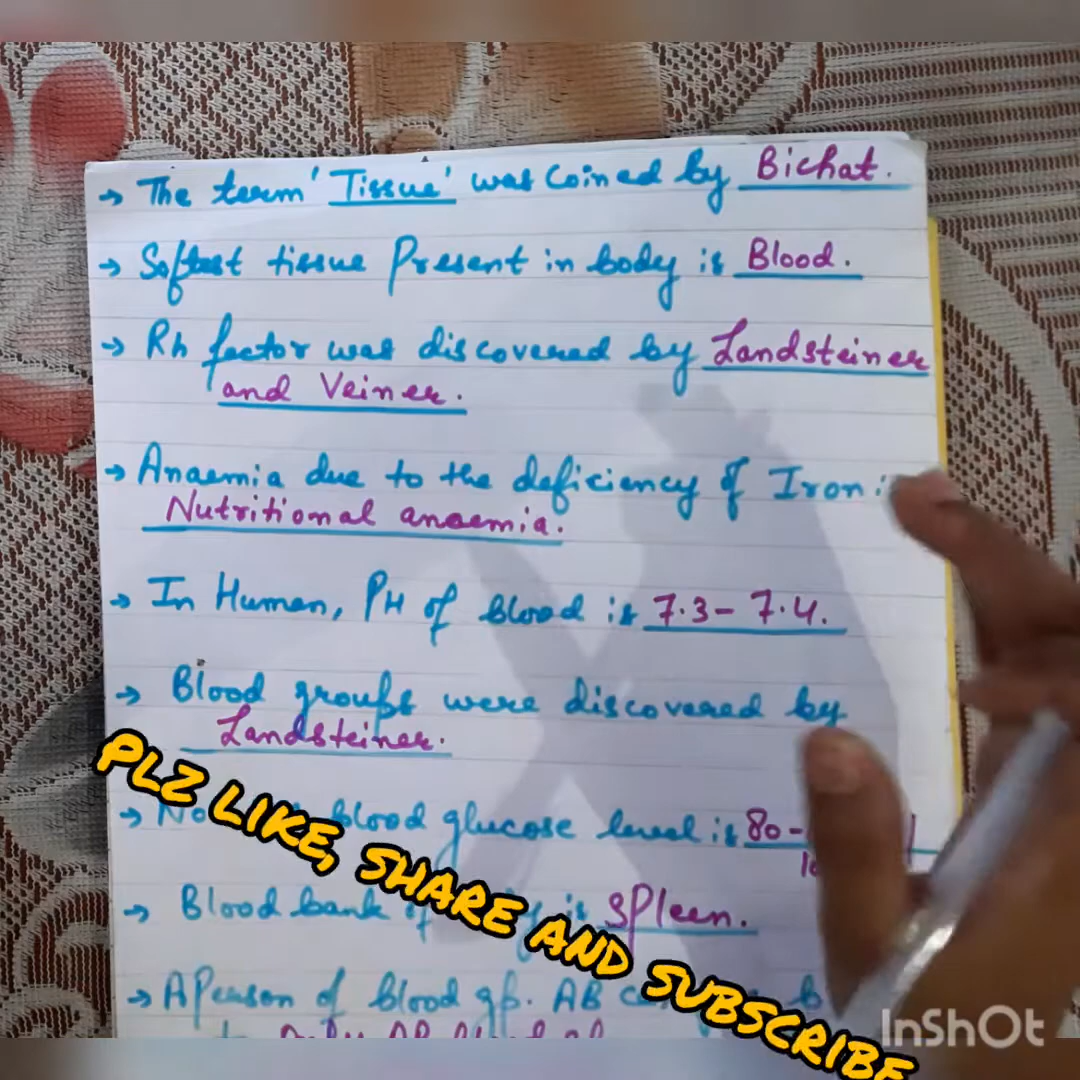 → The term 'Tissue' was coined by Bichat.
→ Softest tissue Present in body is Blood.
→ Rh factor was discovered by Landsteiner
and Veiner.
→ Anaemia due to the deficiency of Iron is
Nutritional anaemia.
→ In Human, PH of blood is 7.3 - 7.4.
→ Blood groups were discovered by
Landsteiner.
→ blood glucose level is 80 -
→ Blood bank of is spleen.
→ A Person of blood gp. AB
PLZ LIKE, SHARE AND SUBSCRIBE
InShOt